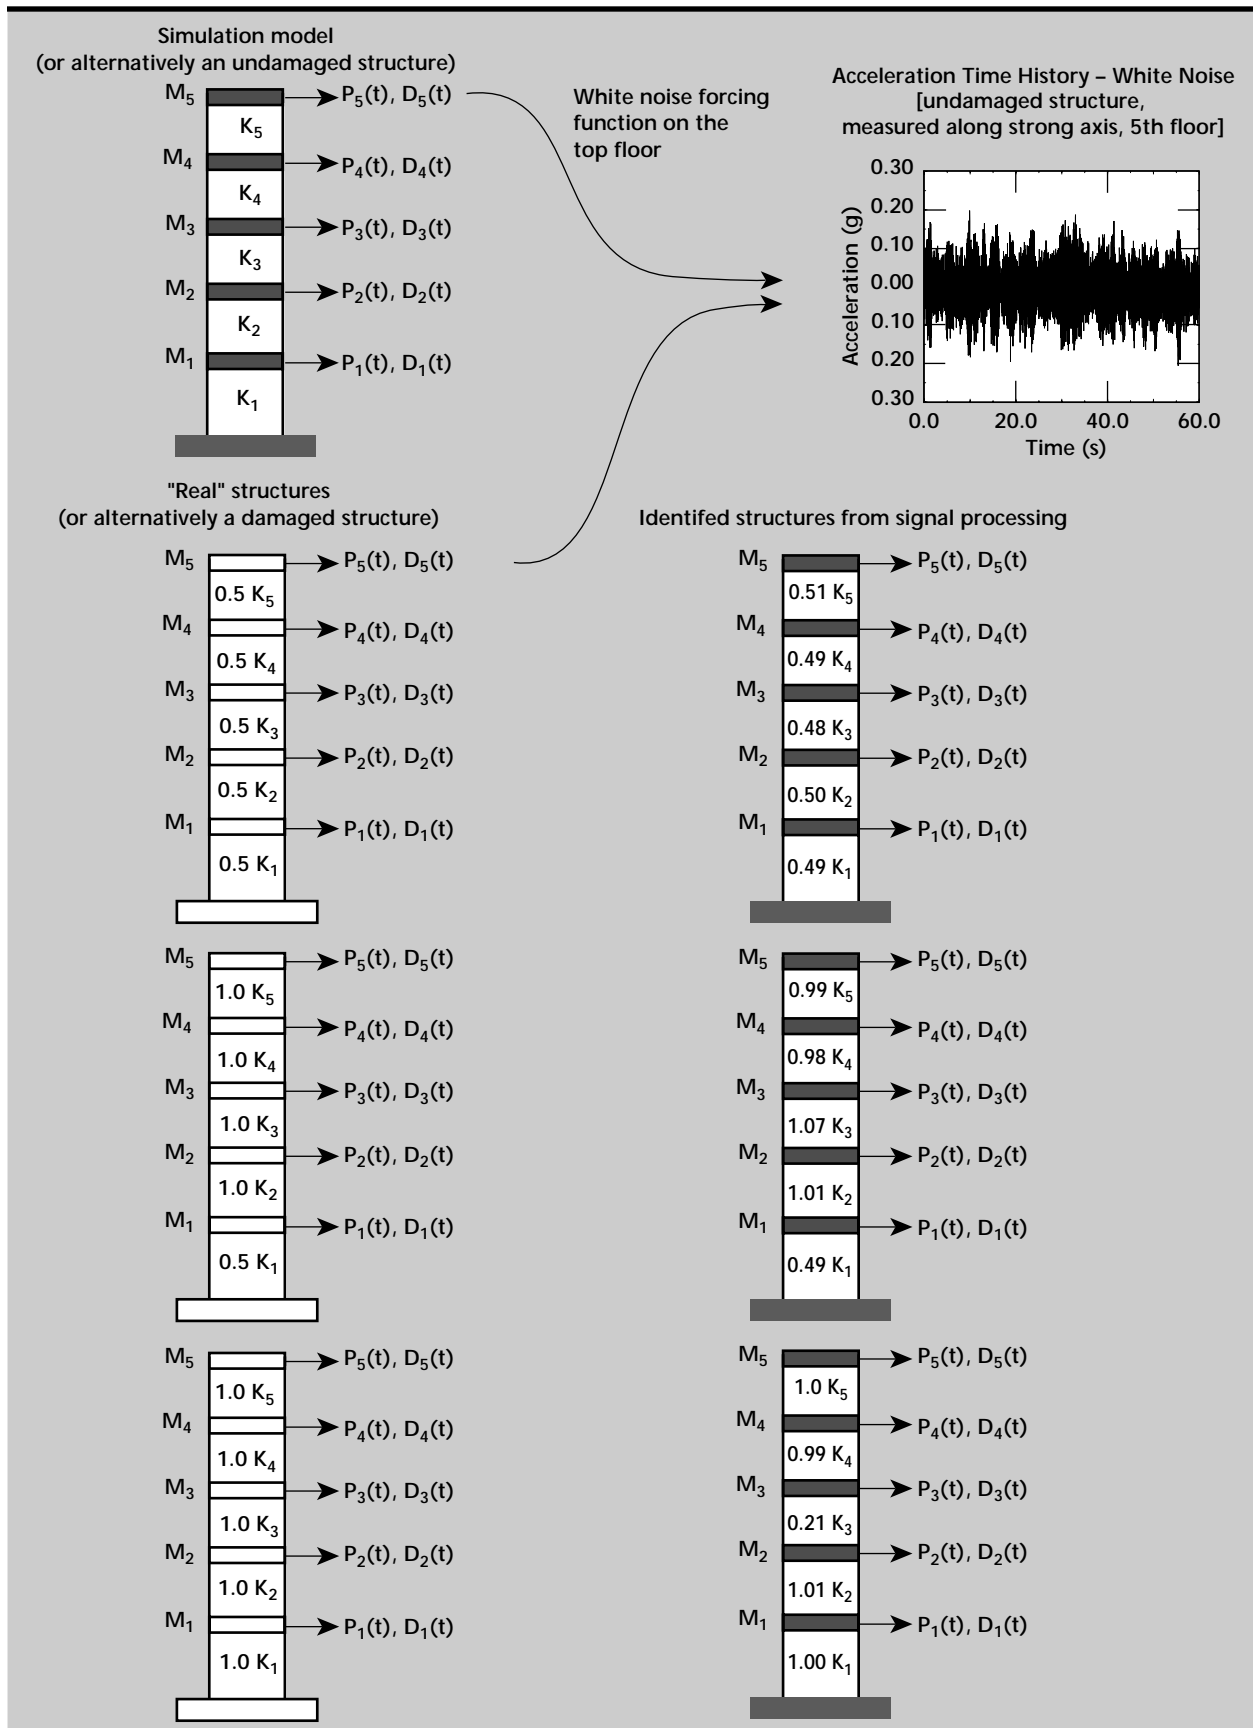 Simulation model
(or alternatively an undamaged structure)
M5 P5(t), D5(t)
K5
M4 P4(t), D4(t)
K4
M3 P3(t), D3(t)
K3
M2 P2(t), D2(t)
K2
M1 P1(t), D1(t)
K1
White noise forcing
function on the
top floor
Acceleration Time History – White Noise
[undamaged structure,
measured along strong axis, 5th floor]
Acceleration (g)
0.30
0.20
0.10
0.00
0.10
0.20
0.30
0.0 20.0 40.0 60.0
Time (s)
"Real" structures
(or alternatively a damaged structure)
M5 P5(t), D5(t)
0.5 K5
M4 P4(t), D4(t)
0.5 K4
M3 P3(t), D3(t)
0.5 K3
M2 P2(t), D2(t)
0.5 K2
M1 P1(t), D1(t)
0.5 K1
Identifed structures from signal processing
M5 P5(t), D5(t)
0.51 K5
M4 P4(t), D4(t)
0.49 K4
M3 P3(t), D3(t)
0.48 K3
M2 P2(t), D2(t)
0.50 K2
M1 P1(t), D1(t)
0.49 K1
M5 P5(t), D5(t)
1.0 K5
M4 P4(t), D4(t)
1.0 K4
M3 P3(t), D3(t)
1.0 K3
M2 P2(t), D2(t)
1.0 K2
M1 P1(t), D1(t)
0.5 K1
M5 P5(t), D5(t)
0.99 K5
M4 P4(t), D4(t)
0.98 K4
M3 P3(t), D3(t)
1.07 K3
M2 P2(t), D2(t)
1.01 K2
M1 P1(t), D1(t)
0.49 K1
M5 P5(t), D5(t)
1.0 K5
M4 P4(t), D4(t)
1.0 K4
M3 P3(t), D3(t)
1.0 K3
M2 P2(t), D2(t)
1.0 K2
M1 P1(t), D1(t)
1.0 K1
M5 P5(t), D5(t)
1.0 K5
M4 P4(t), D4(t)
0.99 K4
M3 P3(t), D3(t)
0.21 K3
M2 P2(t), D2(t)
1.01 K2
M1 P1(t), D1(t)
1.00 K1